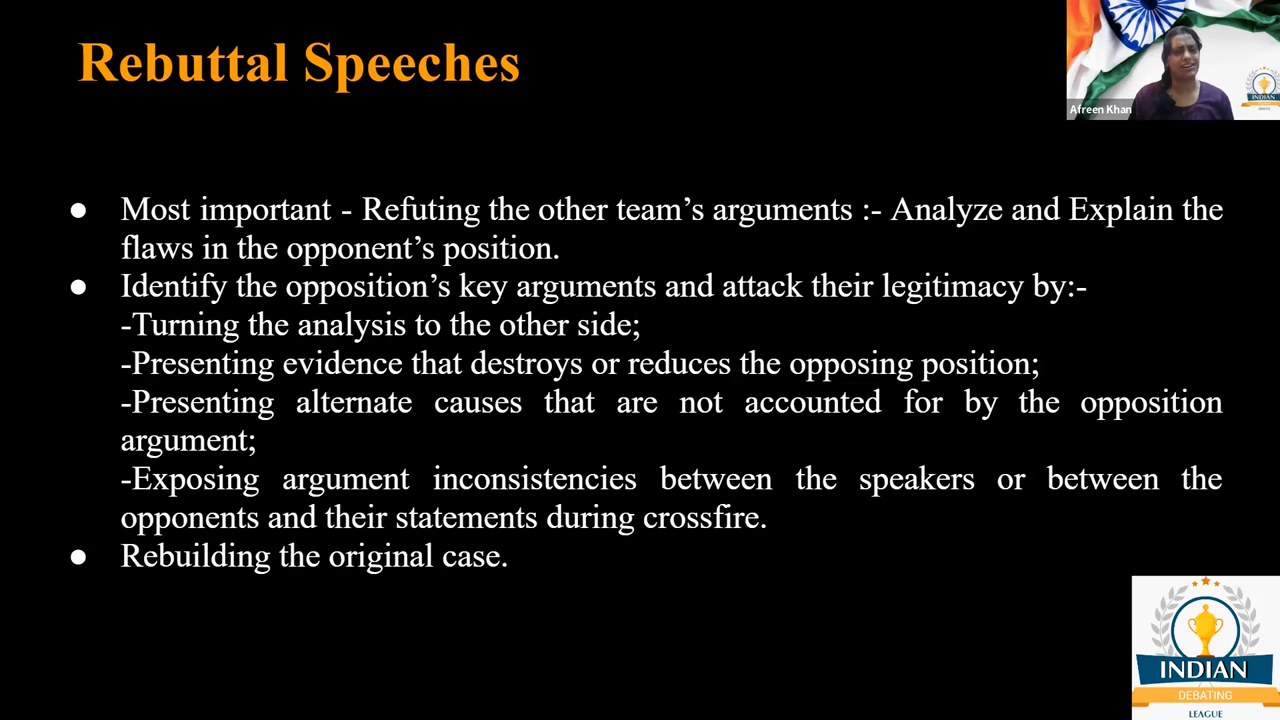 Rebuttal Speeches
Afreen Khan
INDIAN
● Most important - Refuting the other team’s arguments :- Analyze and Explain the
flaws in the opponent’s position.
● Identify the opposition’s key arguments and attack their legitimacy by:-
-Turning the analysis to the other side;
-Presenting evidence that destroys or reduces the opposing position;
-Presenting alternate causes that are not accounted for by the opposition
argument;
-Exposing argument inconsistencies between the speakers or between the
opponents and their statements during crossfire.
● Rebuilding the original case.
INDIAN
DEBATING
LEAGUE